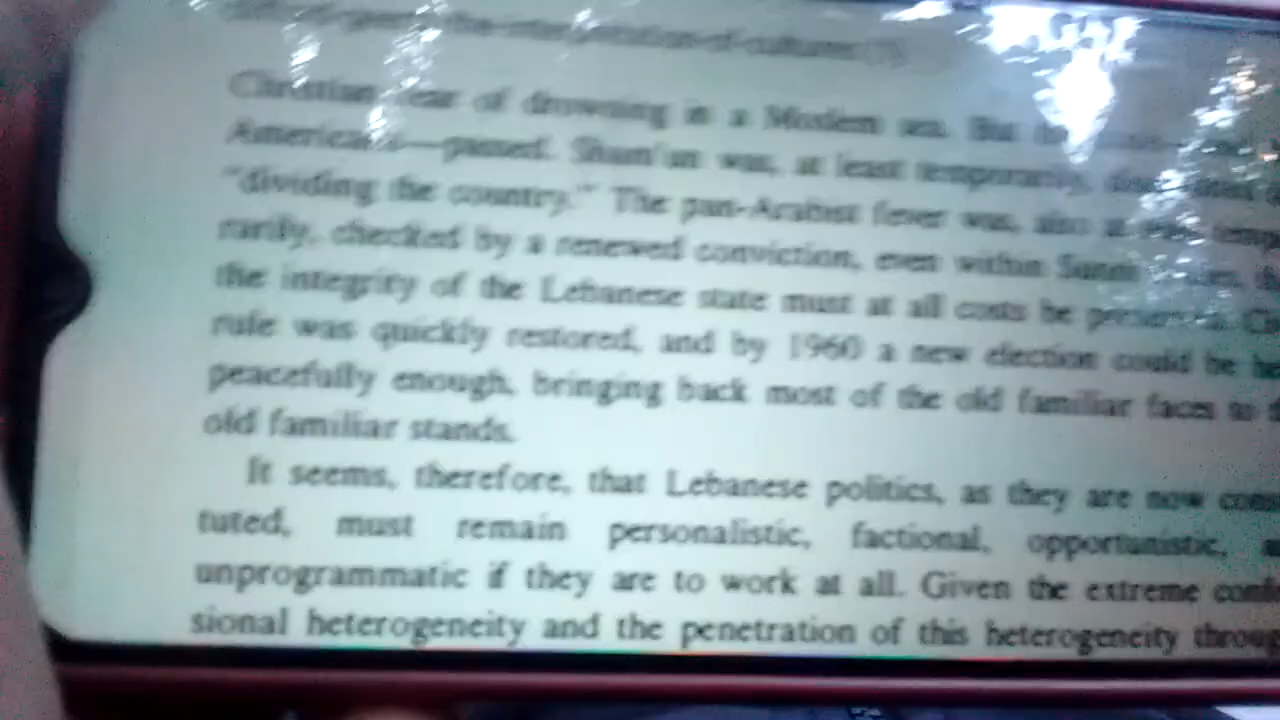 Christian fear of drowning in a Moslem sea. But
Americans—passed. Sham'un was, at least temporarily,
"dividing the country." The pan-Arabist fever was, also at
rarily, checked by a renewed conviction, even within Sunni
the integrity of the Lebanese state must at all costs be
rule was quickly restored, and by 1960 a new election could be
peacefully enough, bringing back most of the old familiar faces to
old familiar stands.
It seems, therefore, that Lebanese politics, as they are now
tuted, must remain personalistic, factional, opportunistic,
unprogrammatic if they are to work at all. Given the extreme
sional heterogeneity and the penetration of this heterogeneity